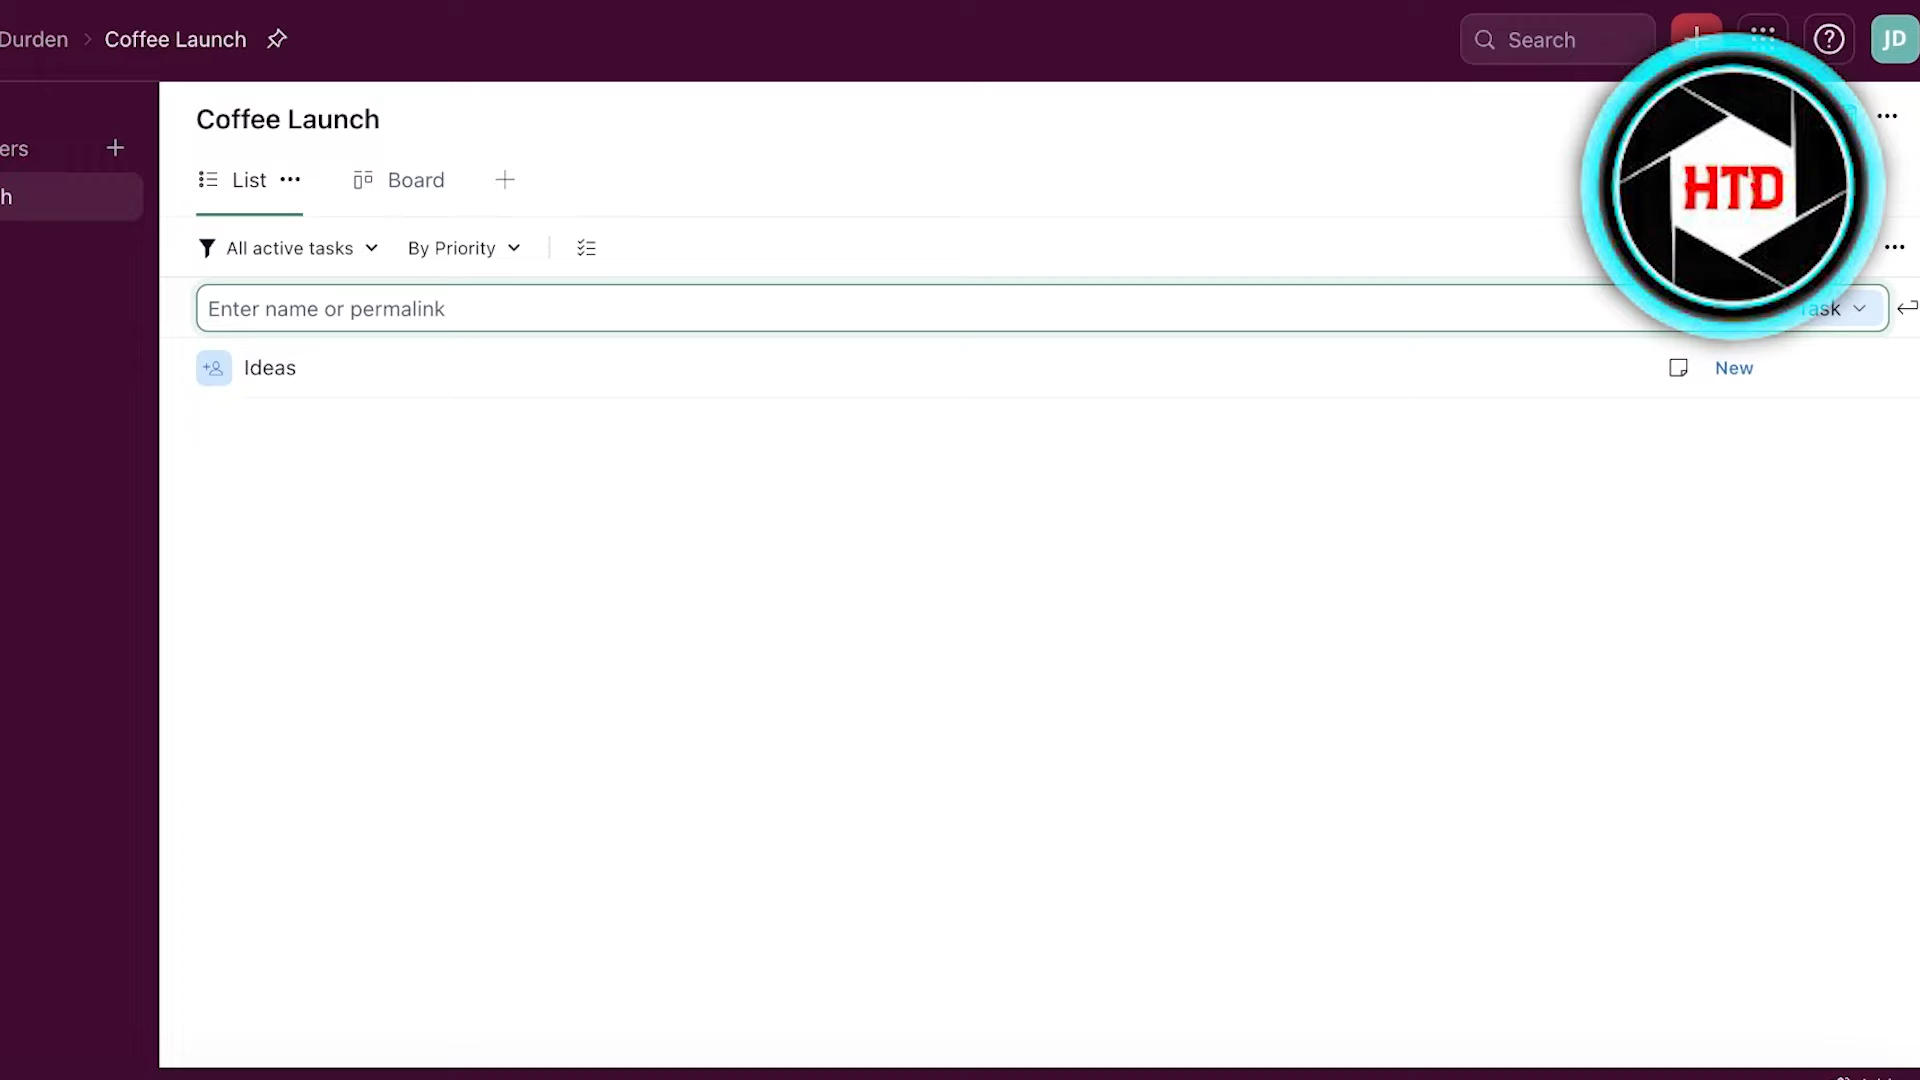 Durden > Coffee Launch
Search
JD
Coffee Launch
ers
h
List
Board
HTD
All active tasks
By Priority
Enter name or permalink
Task
Ideas
New